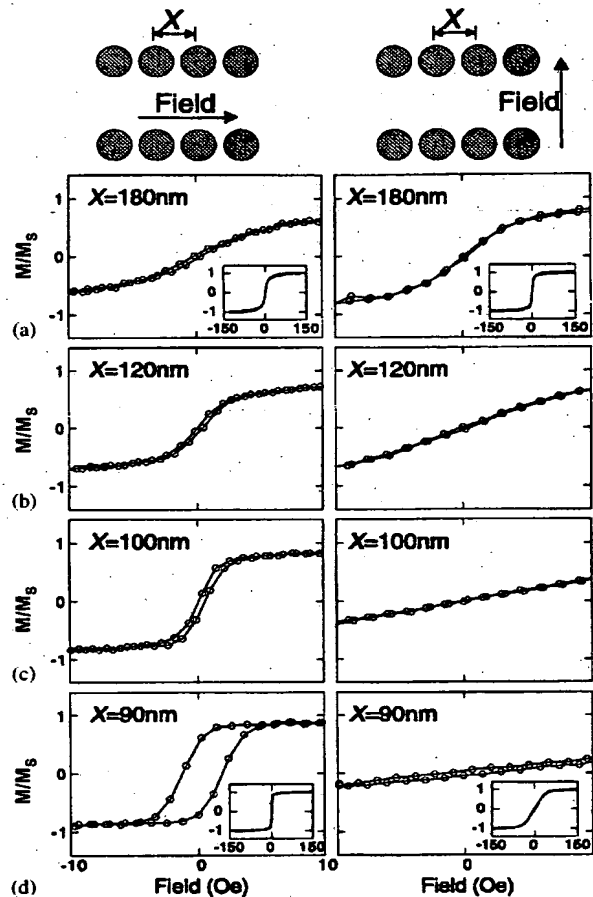 X X
Field Field
X=180nm X=180nm
M/Ms
1
0
-1
1
0
-1
-150 0 150
1
0
-1
-150 0 150
(a)
X=120nm X=120nm
M/Ms
1
0
-1
(b)
X=100nm X=100nm
M/Ms
1
0
-1
(c)
X=90nm X=90nm
M/Ms
1
0
-1
1
0
-1
-150 0 150
1
0
-1
-150 0 150
-10 0 10 0 10
(d)
Field (Oe) Field (Oe)